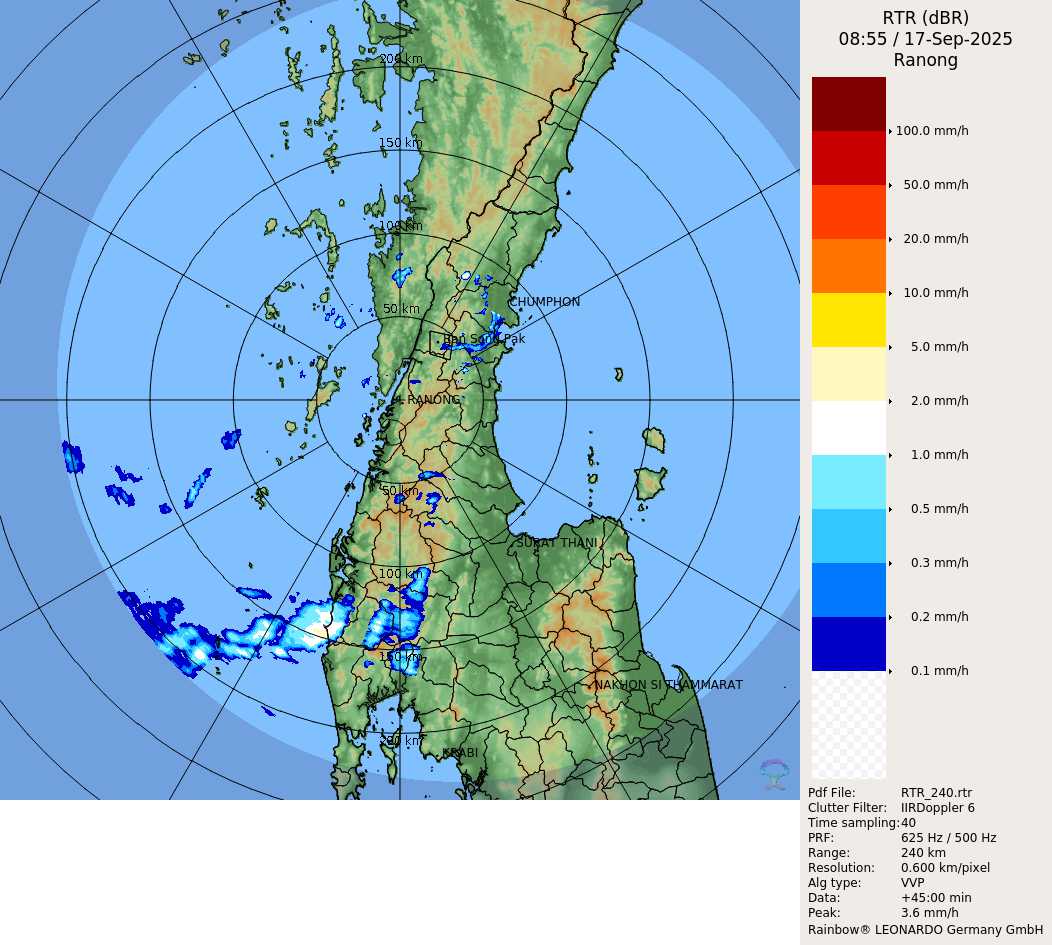 RTR (dBR)
08:55 / 17-Sep-2025
Ranong
200 km
150 km
100 km
50 km
CHUMPHON
Ban Song Pak
RANONG
50 km
SURAT THANI
100 km
150 km
NAKHON SI THAMMARAT
200 km
KRABI
100.0 mm/h
50.0 mm/h
20.0 mm/h
10.0 mm/h
5.0 mm/h
2.0 mm/h
1.0 mm/h
0.5 mm/h
0.3 mm/h
0.2 mm/h
0.1 mm/h
Pdf File: RTR_240.rtr
Clutter Filter: IIRDoppler 6
Time sampling: 40
PRF: 625 Hz / 500 Hz
Range: 240 km
Resolution: 0.600 km/pixel
Alg type: VVP
Data: +45:00 min
Peak: 3.6 mm/h
Rainbow® LEONARDO Germany GmbH